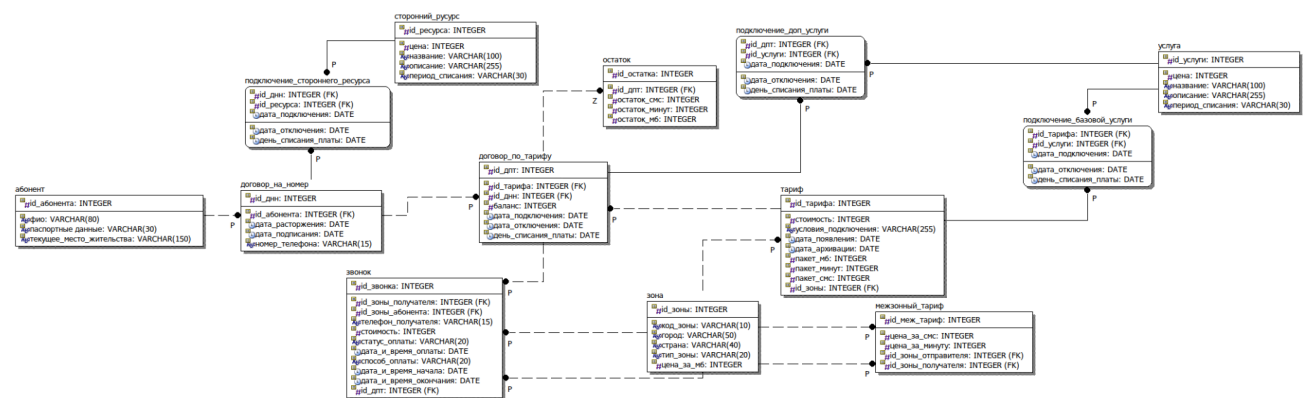 сторонний_русурс
id_ресурса: INTEGER
цена: INTEGER
название: VARCHAR(100)
описание: VARCHAR(255)
период_списания: VARCHAR(30)
P
подключение_стороннего_ресурса
id_днн: INTEGER (FK)
id_ресурса: INTEGER (FK)
дата_подключения: DATE
дата_отключения: DATE
день_списания_платы: DATE
P
остаток
id_остатка: INTEGER
id_дпт: INTEGER (FK)
остаток_смс: INTEGER
остаток_минут: INTEGER
остаток_мб: INTEGER
Z
подключение_доп_услуги
id_дпт: INTEGER (FK)
id_услуги: INTEGER (FK)
дата_подключения: DATE
дата_отключения: DATE
день_списания_платы: DATE
P
P
услуга
id_услуги: INTEGER
цена: INTEGER
название: VARCHAR(100)
описание: VARCHAR(255)
период_списания: VARCHAR(30)
P
подключение_базовой_услуги
id_тарифа: INTEGER (FK)
id_услуги: INTEGER (FK)
дата_подключения: DATE
дата_отключения: DATE
день_списания_платы: DATE
P
абонент
id_абонента: INTEGER
фио: VARCHAR(80)
паспортные данные: VARCHAR(30)
текущее_место_жительства: VARCHAR(150)
P
договор_на_номер
id_днн: INTEGER
id_абонента: INTEGER (FK)
дата_расторжения: DATE
дата_подписания: DATE
номер_телефона: VARCHAR(15)
P
договор_по_тарифу
id_дпт: INTEGER
id_тарифа: INTEGER (FK)
id_днн: INTEGER (FK)
баланс: INTEGER
дата_подключения: DATE
дата_отключения: DATE
день_списания_платы: DATE
P
тариф
id_тарифа: INTEGER
стоимость: INTEGER
условия_подключения: VARCHAR(255)
дата_появления: DATE
дата_архивации: DATE
пакет_мб: INTEGER
пакет_минут: INTEGER
пакет_смс: INTEGER
id_зоны: INTEGER (FK)
P
звонок
id_звонка: INTEGER
id_зоны_получателя: INTEGER (FK)
id_зоны_абонента: INTEGER (FK)
телефон_получателя: VARCHAR(15)
стоимость: INTEGER
статус_оплаты: VARCHAR(20)
дата_и_время_оплаты: DATE
способ_оплаты: VARCHAR(20)
дата_и_время_начала: DATE
дата_и_время_окончания: DATE
id_дпт: INTEGER (FK)
P
P
P
зона
id_зоны: INTEGER
код_зоны: VARCHAR(10)
город: VARCHAR(50)
страна: VARCHAR(40)
тип_зоны: VARCHAR(20)
цена_за_мб: INTEGER
P
P
межзонный_тариф
id_меж_тариф: INTEGER
цена_за_смс: INTEGER
цена_за_минуту: INTEGER
id_зоны_отправителя: INTEGER (FK)
id_зоны_получателя: INTEGER (FK)